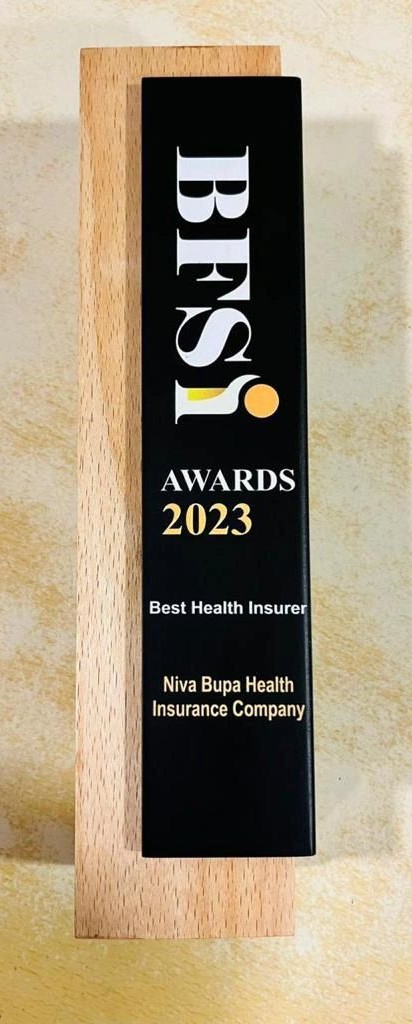 BFSi
AWARDS
2023
Best Health Insurer
Niva Bupa Health
Insurance Company